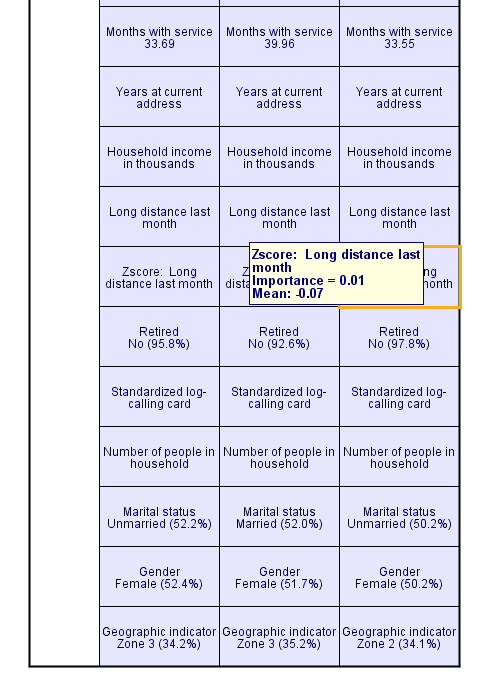 Months with service
33.69
Months with service
39.96
Months with service
33.55
Years at current
address
Years at current
address
Years at current
address
Household income
in thousands
Household income
in thousands
Household income
in thousands
Long distance last
month
Long distance last
month
Long distance last
month
Zscore:  Long
distance last month
Zscore:  Long distance last
month
Importance = 0.01
Mean: -0.07
Retired
No (95.8%)
Retired
No (92.6%)
Retired
No (97.8%)
Standardized log-
calling card
Standardized log-
calling card
Standardized log-
calling card
Number of people in
household
Number of people in
household
Number of people in
household
Marital status
Unmarried (52.2%)
Marital status
Married (52.0%)
Marital status
Unmarried (50.2%)
Gender
Female (52.4%)
Gender
Female (51.7%)
Gender
Female (50.2%)
Geographic indicator
Zone 3 (34.2%)
Geographic indicator
Zone 3 (35.2%)
Geographic indicator
Zone 2 (34.1%)